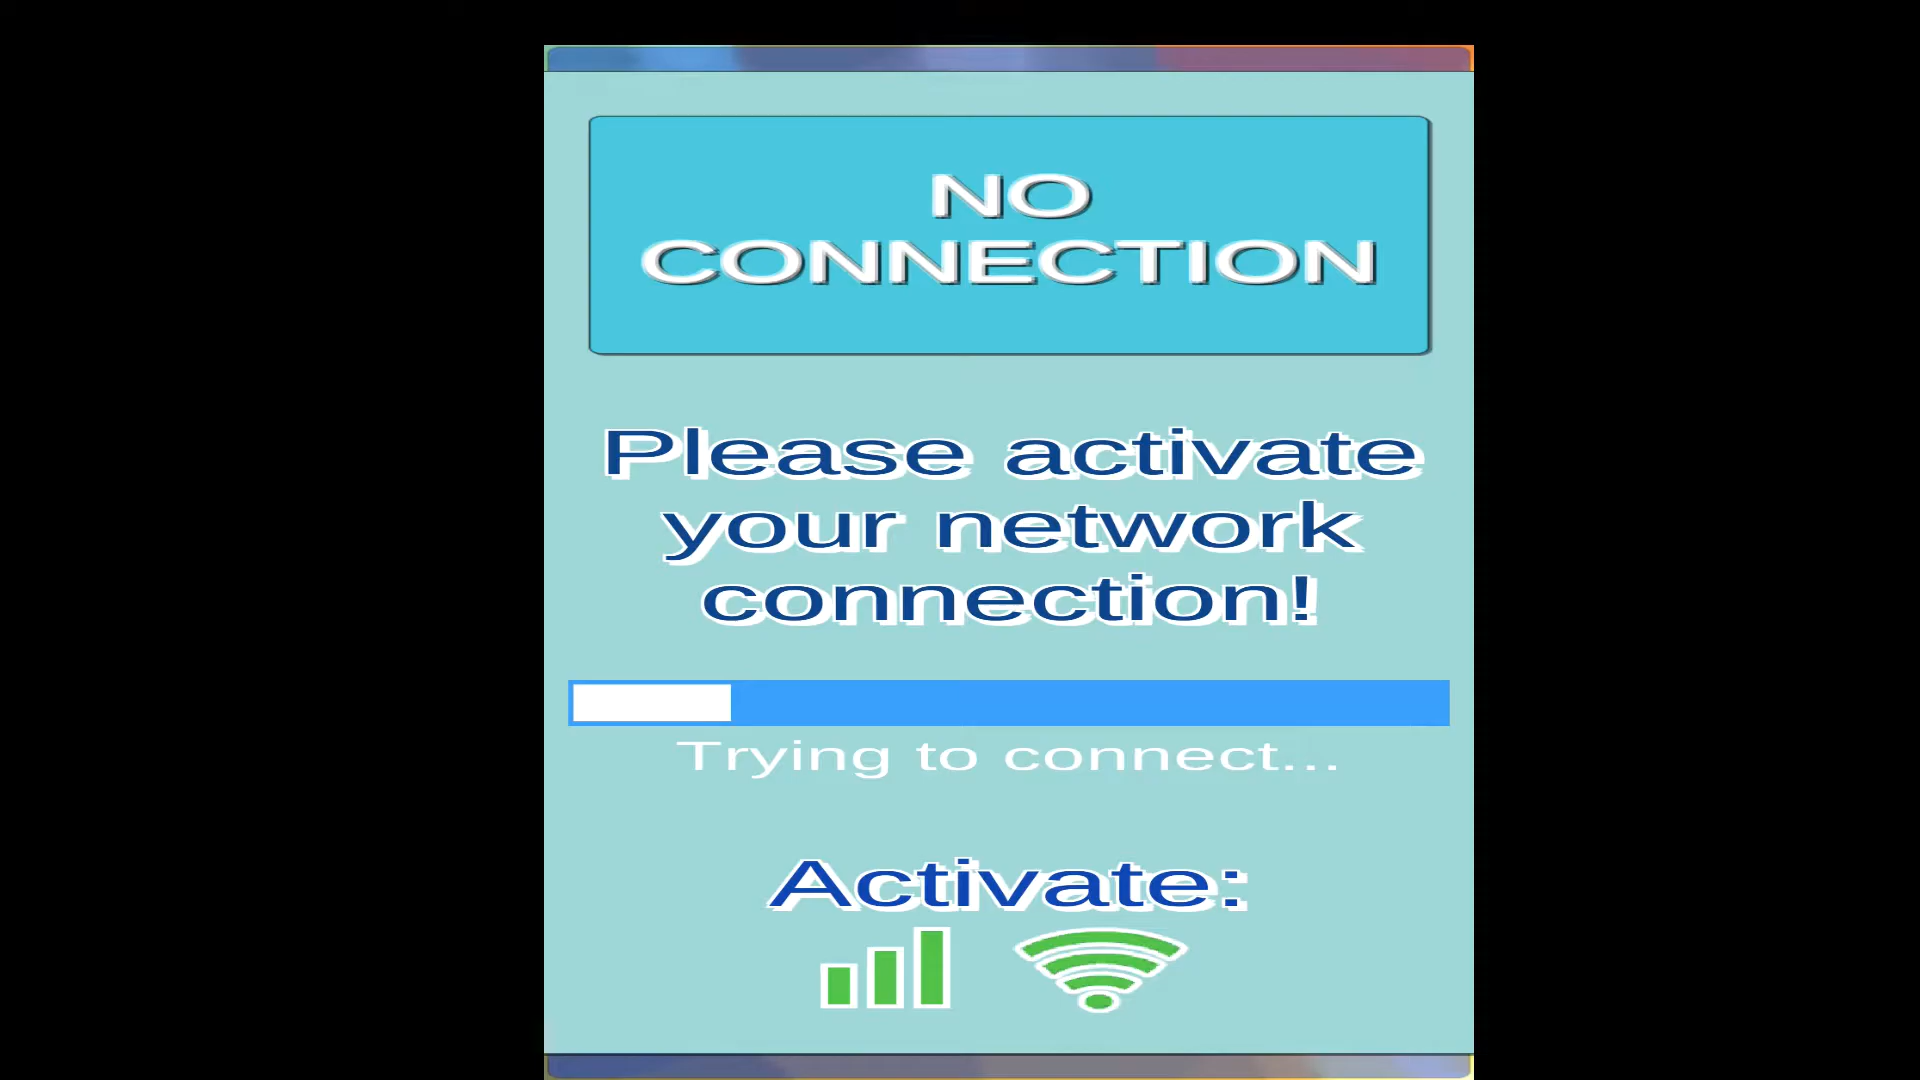 NO
CONNECTION
Please activate
your network
connection!
Trying to connect...
Activate: